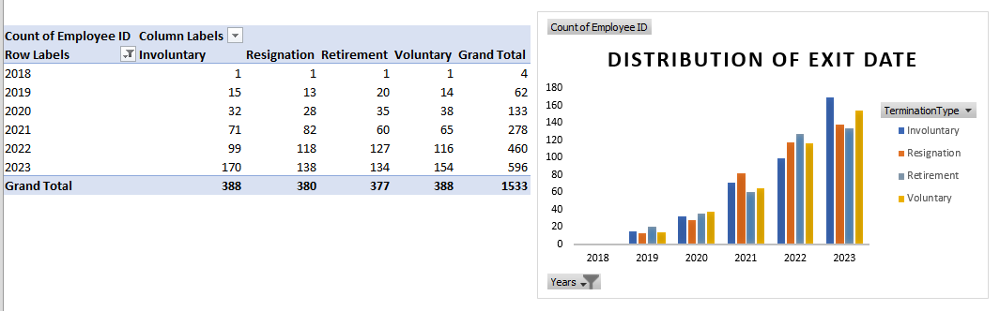 Count of Employee ID Column Labels
Row Labels Involuntary Resignation Retirement Voluntary Grand Total
2018 1 1 1 1 4
2019 15 13 20 14 62
2020 32 28 35 38 133
2021 71 82 60 65 278
2022 99 118 127 116 460
2023 170 138 134 154 596
Grand Total 388 380 377 388 1533
Count of Employee ID
DISTRIBUTION OF EXIT DATE
180
160
140
120
100
80
60
40
20
0
2018 2019 2020 2021 2022 2023
TerminationType
Involuntary
Resignation
Retirement
Voluntary
Years